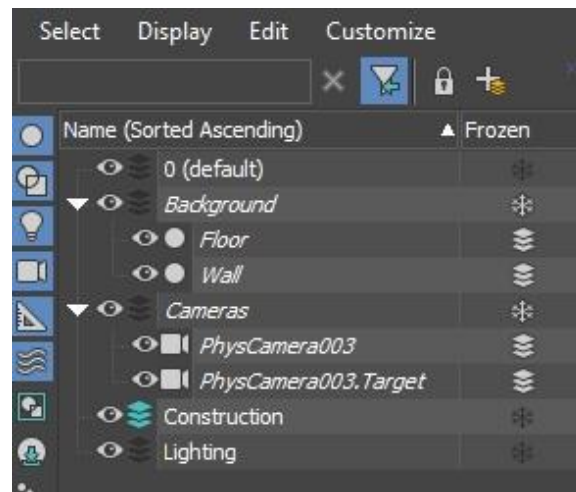 Select Display Edit Customize
Name (Sorted Ascending) Frozen
0 (default)
Background
Floor
Wall
Cameras
PhysCamera003
PhysCamera003.Target
Construction
Lighting